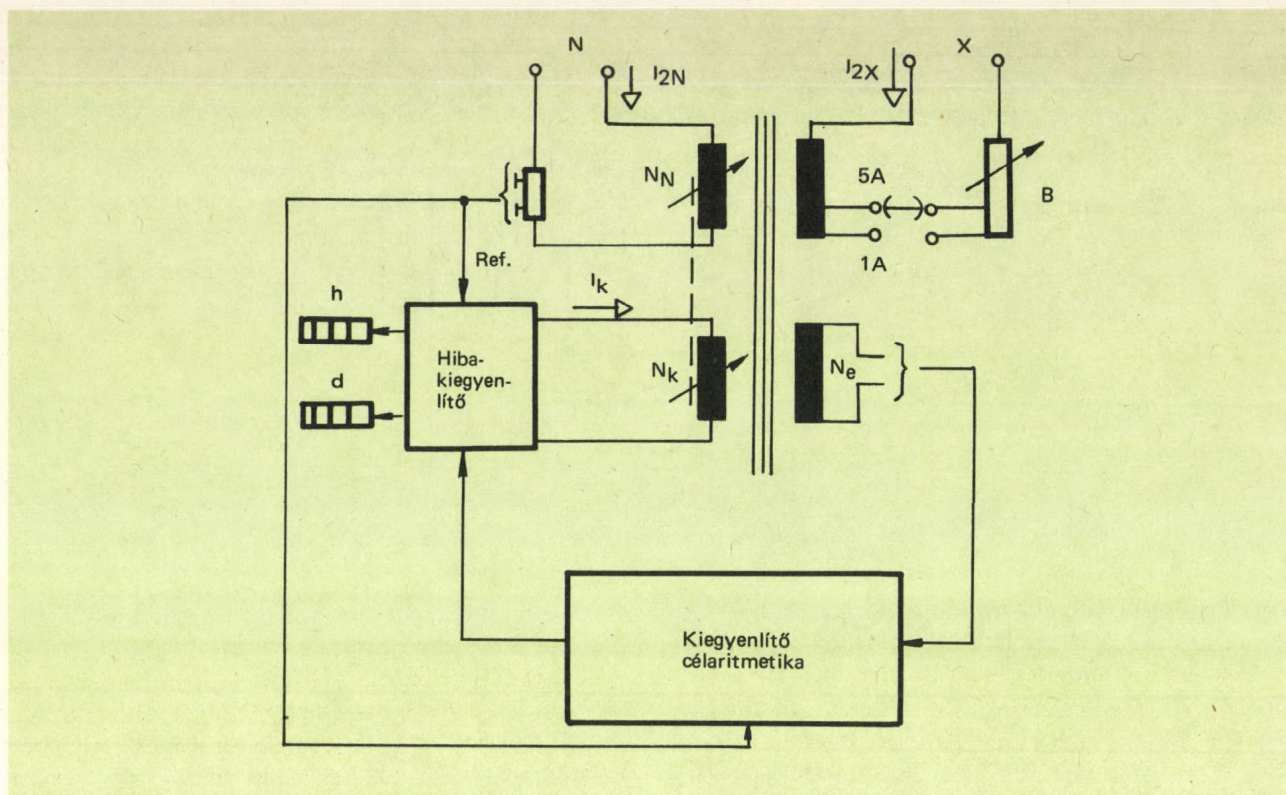 N
I2N
I2X
X
NN
5A
B
1A
Ref.
h
Ik
Hiba-
kiegyen-
lítő
Nk
Ne
d
Kiegyenlítő
célaritmetika